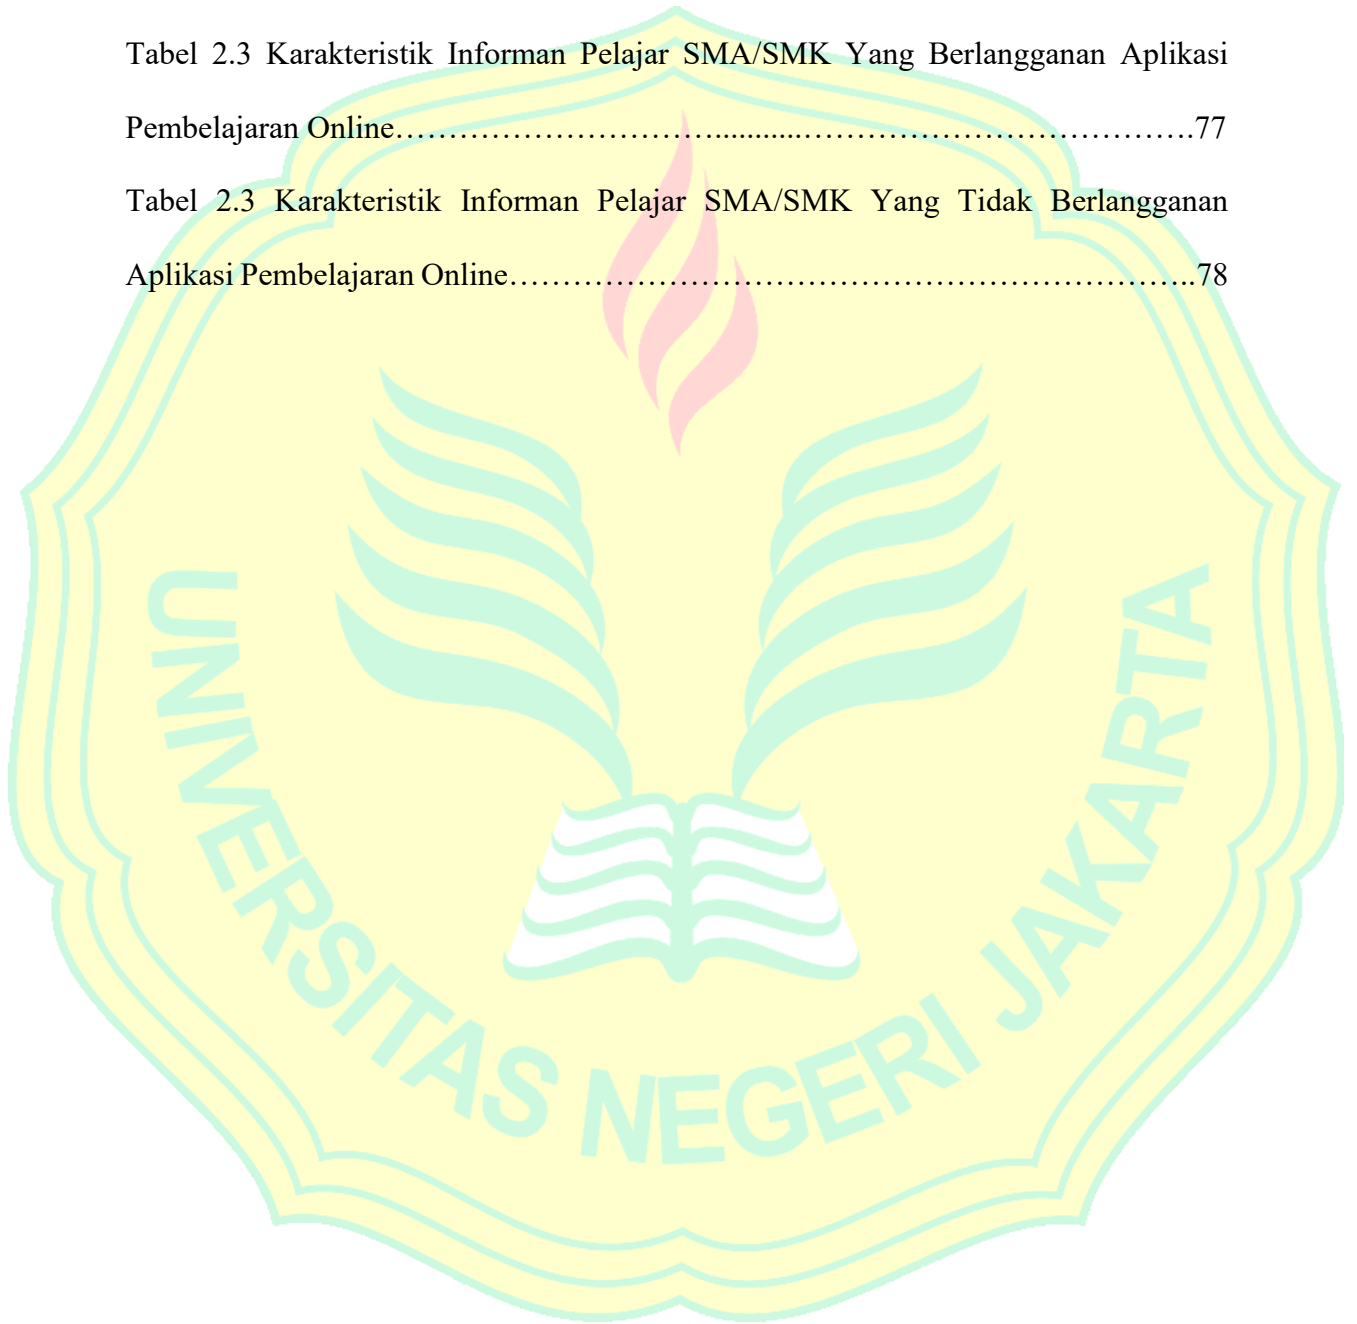 Tabel 2.3 Karakteristik Informan Pelajar SMA/SMK Yang Berlangganan Aplikasi
Pembelajaran Online…………………………...........……………………………………77
Tabel 2.3 Karakteristik Informan Pelajar SMA/SMK Yang Tidak Berlangganan
Aplikasi Pembelajaran Online…………………………………………………………………..78
UNIVERSITAS NEGERI JAKARTA